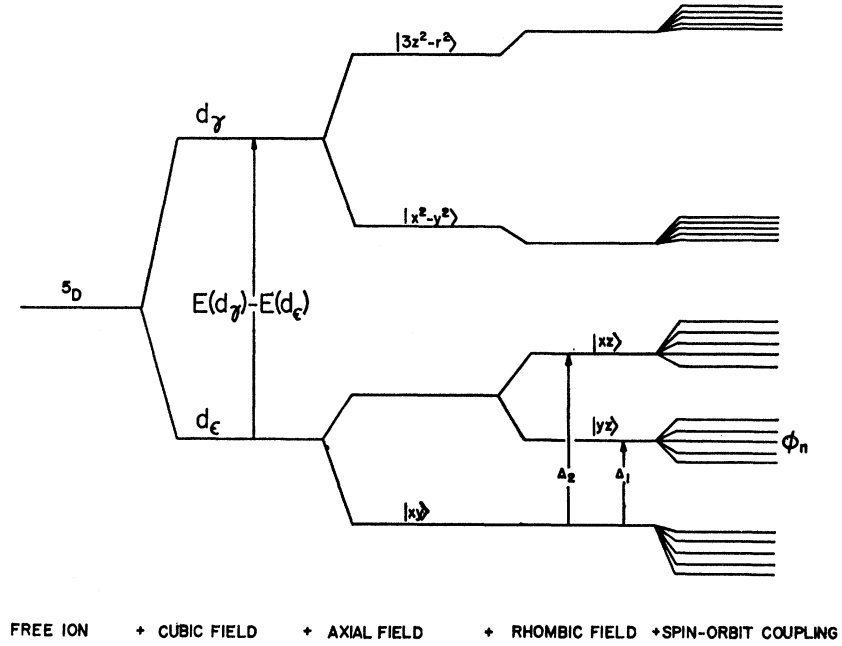 |3z²-r²⟩
dγ
|x²-y²⟩
⁵D
E(dγ)-E(dϵ)
|xz⟩
dϵ
|yz⟩
ϕn
Δ₂
Δ₁
|xy⟩
FREE ION + CUBIC FIELD + AXIAL FIELD + RHOMBIC FIELD +SPIN-ORBIT COUPLING